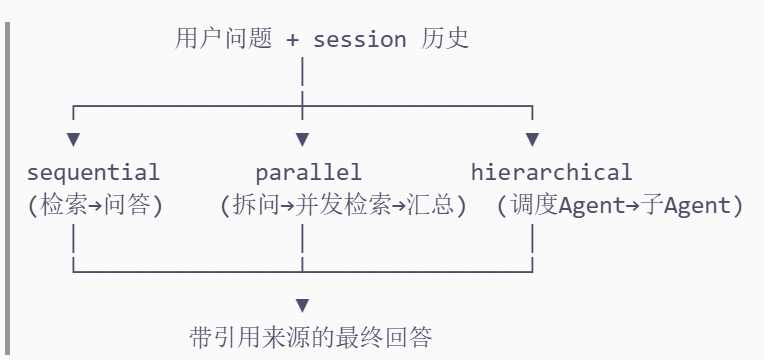 用户问题 + session 历史
sequential parallel hierarchical
(检索→问答) (拆问→并发检索→汇总) (调度Agent→子Agent)
带引用来源的最终回答